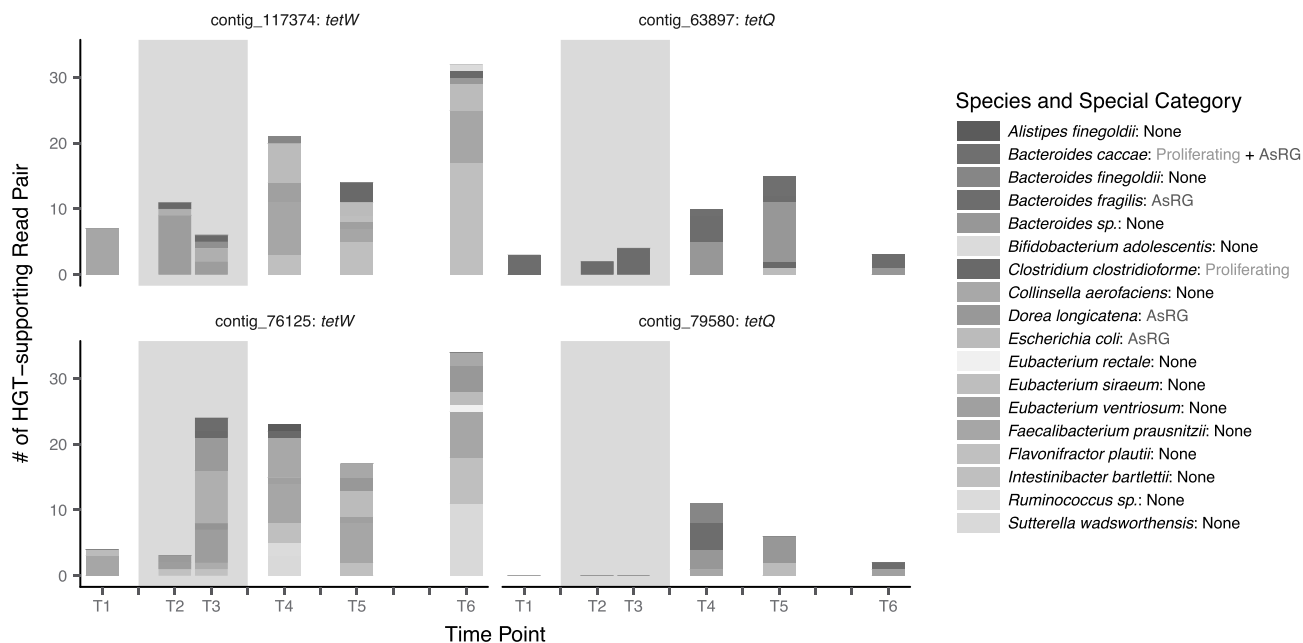 contig_117374: tetW
contig_63897: tetQ
30
20
10
0
# of HGT−supporting Read Pair
contig_76125: tetW
contig_79580: tetQ
30
20
10
0
T1 T2 T3 T4 T5 T6 T1 T2 T3 T4 T5 T6
Time Point
Species and Special Category
Alistipes finegoldii: None
Bacteroides caccae: Proliferating + AsRG
Bacteroides finegoldii: None
Bacteroides fragilis: AsRG
Bacteroides sp.: None
Bifidobacterium adolescentis: None
Clostridium clostridioforme: Proliferating
Collinsella aerofaciens: None
Dorea longicatena: AsRG
Escherichia coli: AsRG
Eubacterium rectale: None
Eubacterium siraeum: None
Eubacterium ventriosum: None
Faecalibacterium prausnitzii: None
Flavonifractor plautii: None
Intestinibacter bartlettii: None
Ruminococcus sp.: None
Sutterella wadsworthensis: None